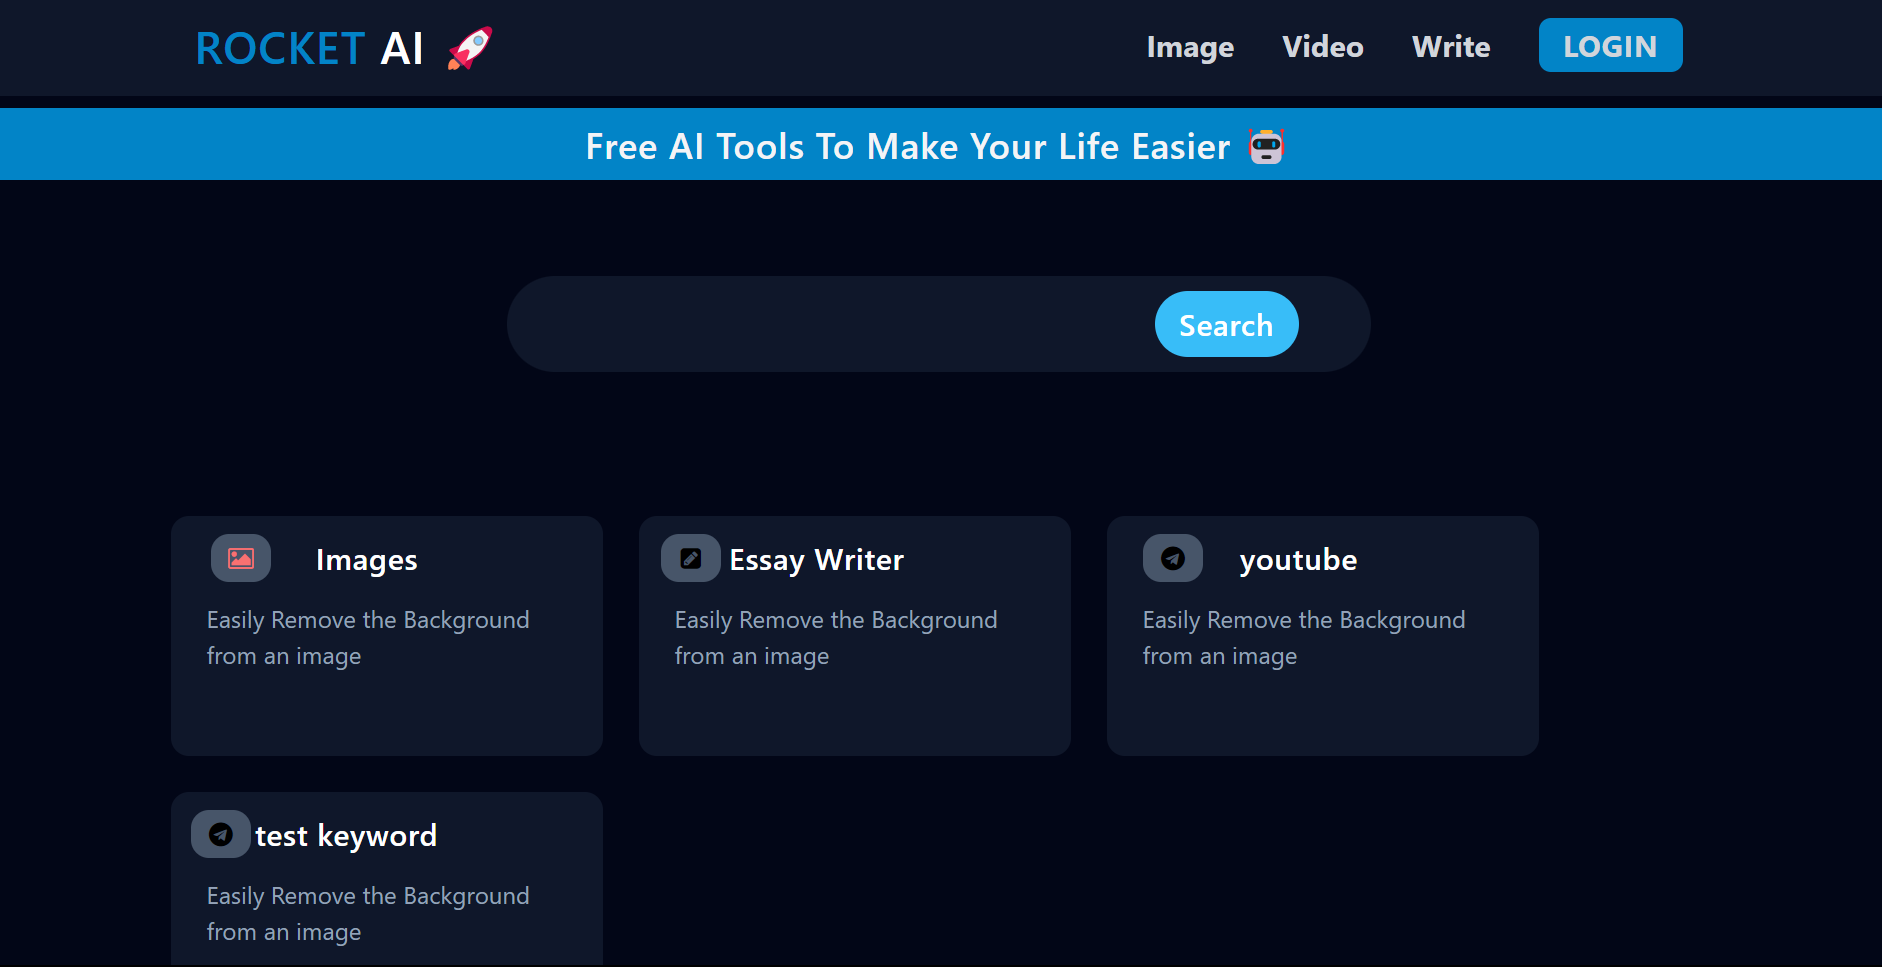 ROCKET AI 🚀
Image Video Write LOGIN
Free AI Tools To Make Your Life Easier 🤖
Search
Images
Easily Remove the Background
from an image
Essay Writer
Easily Remove the Background
from an image
youtube
Easily Remove the Background
from an image
test keyword
Easily Remove the Background
from an image